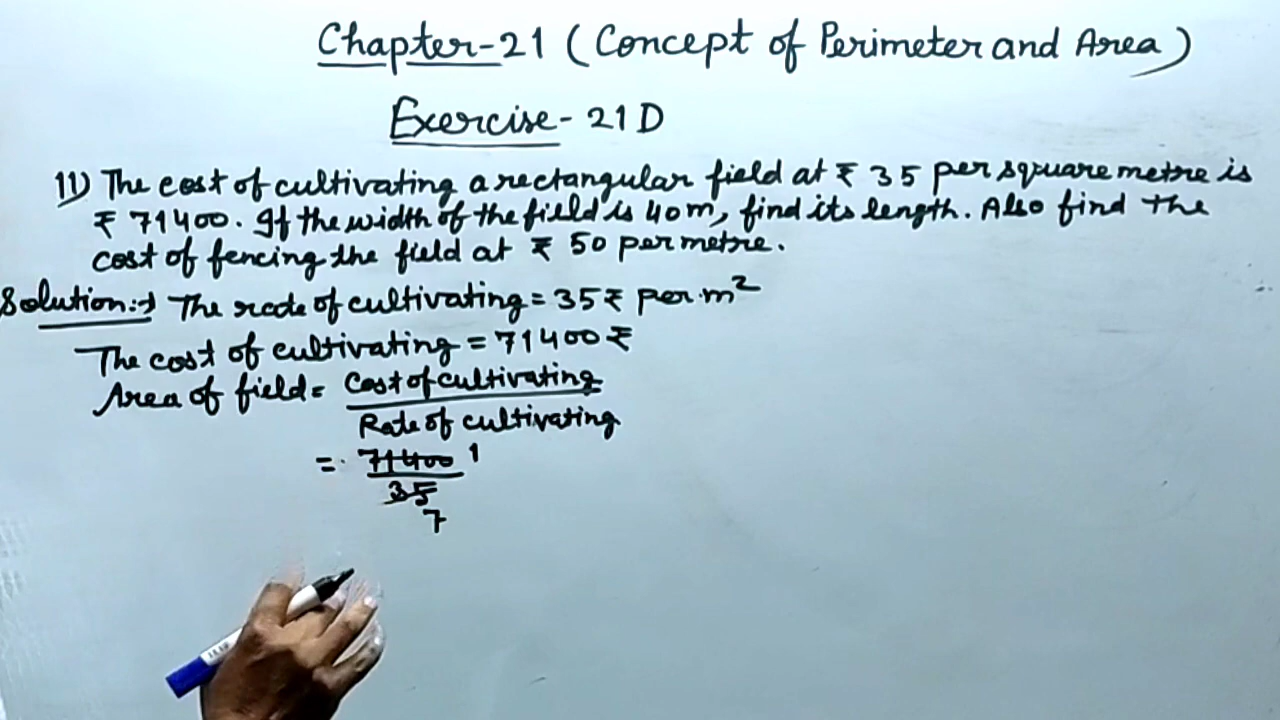 Chapter-21 (Concept of Perimeter and Area)
Exercise- 21D
11) The cost of cultivating a rectangular field at ₹ 35 per square metre is
₹ 71400. If the width of the field is 40m, find its length. Also find the
cost of fencing the field at ₹ 50 per metre.
Solution:→ The rate of cultivating = 35₹ per m²
The cost of cultivating = 71400₹
Area of field = Cost of cultivating
Rate of cultivating
= 71400 1
35
7